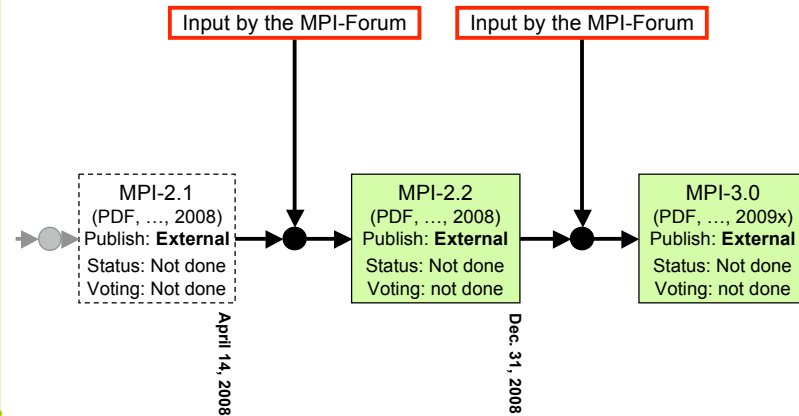 Input by the MPI-Forum
Input by the MPI-Forum
MPI-2.1
(PDF, …, 2008)
Publish: External
Status: Not done
Voting: not done
MPI-2.2
(PDF, …, 2008)
Publish: External
Status: Not done
Voting: not done
MPI-3.0
(PDF, …, 2009x)
Publish: External
Status: Not done
Voting: not done
April 14, 2008
Dec. 31, 2008